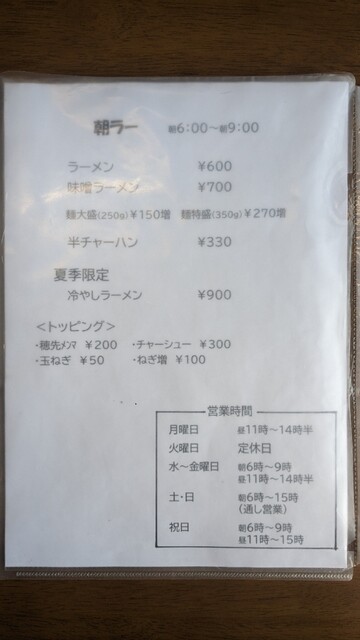 朝ラー 朝6:00～朝9:00
ラーメン ¥600
味噌ラーメン ¥700
麺大盛(250g)¥150増 麺特盛(350g)¥270増
半チャーハン ¥330
夏季限定
冷やしラーメン ¥900
＜トッピング＞
・穂先ﾒﾝﾏ ¥200 ・チャーシュー ¥300
・玉ねぎ ¥50 ・ねぎ増 ¥100
営業時間
月曜日 昼11時～14時半
火曜日 定休日
水～金曜日 朝6時～9時
昼11時～14時半
土・日 朝6時～15時
(通し営業)
祝日 朝6時～9時
昼11時～15時